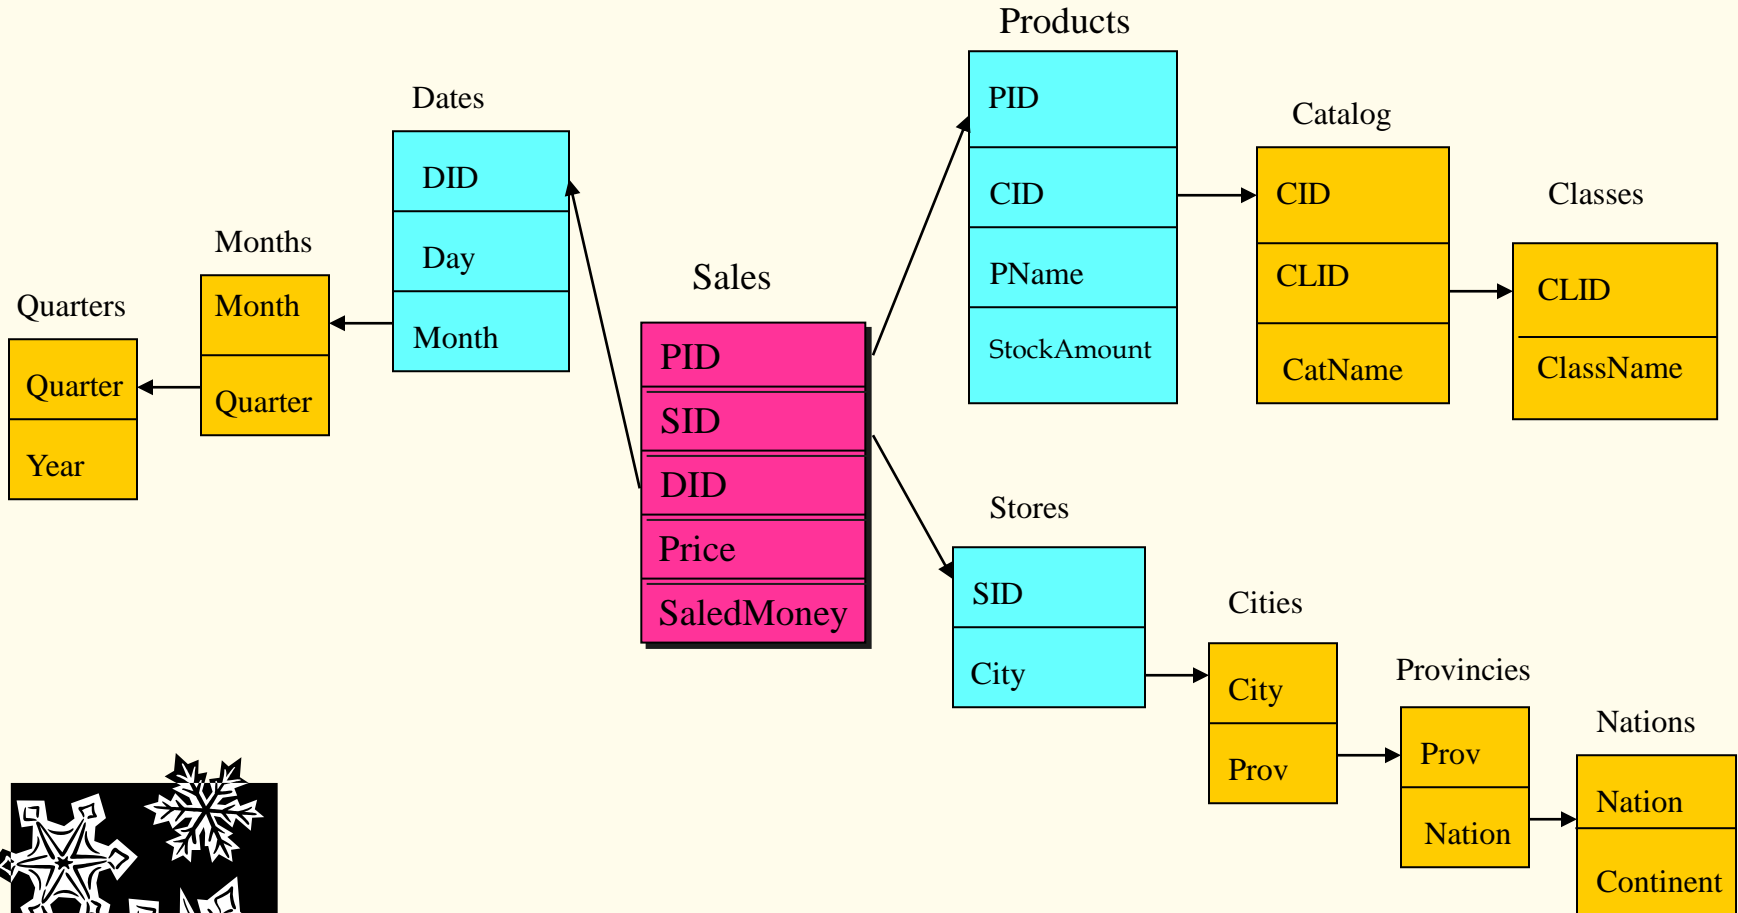 Quarters
Quarter
Year
Months
Month
Quarter
Dates
DID
Day
Month
Sales
PID
SID
DID
Price
SaledMoney
Products
PID
CID
PName
StockAmount
Catalog
CID
CLID
CatName
Classes
CLID
ClassName
Stores
SID
City
Cities
City
Prov
Provincies
Prov
Nation
Nations
Nation
Continent